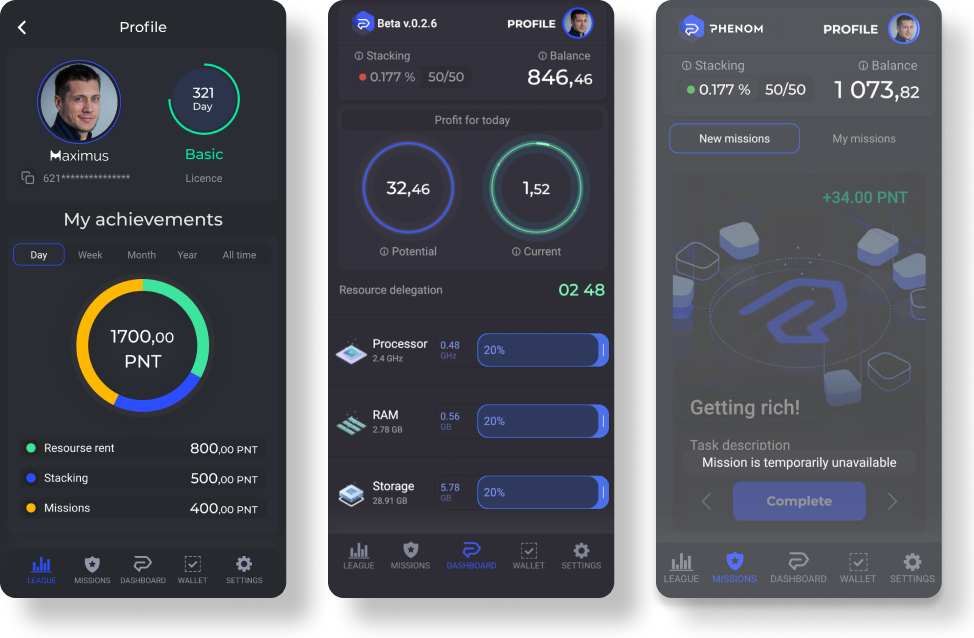 Profile
321
Day
Maximus
Basic
621***************
Licence
My achievements
Day Week Month Year All time
1700,00
PNT
Resourse rent 800,00 PNT
Stacking 500,00 PNT
Missions 400,00 PNT
LEAGUE MISSIONS DASHBOARD WALLET SETTINGS
Beta v.0.2.6 PROFILE
Stacking Balance
0.177 % 50/50 846,46
Profit for today
32,46 1,52
Potential Current
Resource delegation 02 48
Processor 0.48 20%
2.4 GHz GHz
RAM 0.56 20%
2.78 GB GB
Storage 5.78 20%
28.91 GB GB
LEAGUE MISSIONS DASHBOARD WALLET SETTINGS
PHENOM PROFILE
Stacking Balance
0.177 % 50/50 1 073,82
New missions My missions
+34.00 PNT
Getting rich!
Task description
Mission is temporarily unavailable
Complete
LEAGUE MISSIONS DASHBOARD WALLET SETTINGS